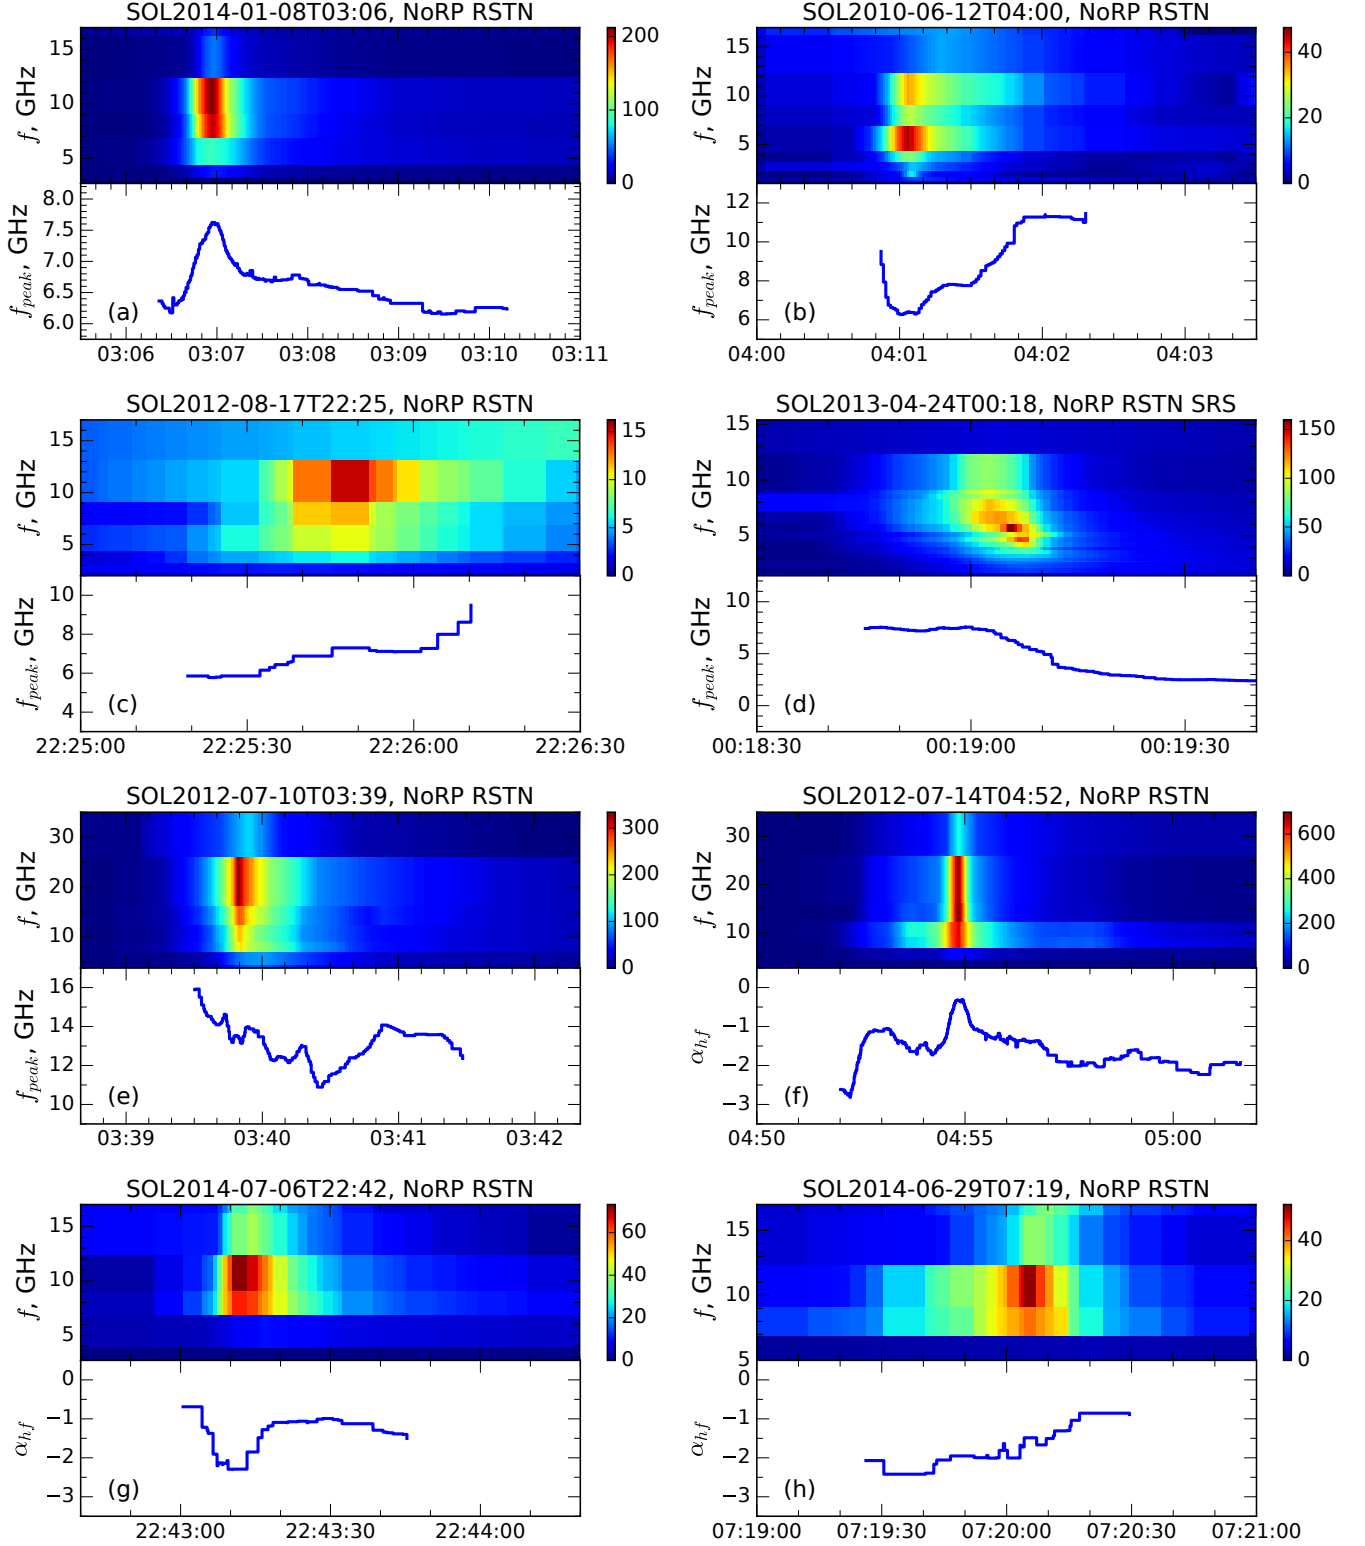 SOL2014-01-08T03:06, NoRP RSTN
15
10
5
f, GHz
200
100
0
8.0
7.5
7.0
6.5
6.0
f_peak, GHz
(a)
03:06 03:07 03:08 03:09 03:10 03:11
SOL2010-06-12T04:00, NoRP RSTN
15
10
5
f, GHz
40
20
0
12
10
8
6
f_peak, GHz
(b)
04:00 04:01 04:02 04:03
SOL2012-08-17T22:25, NoRP RSTN
15
10
5
f, GHz
15
10
5
0
10
8
6
4
f_peak, GHz
(c)
22:25:00 22:25:30 22:26:00 22:26:30
SOL2013-04-24T00:18, NoRP RSTN SRS
15
10
5
f, GHz
150
100
50
0
10
5
0
f_peak, GHz
(d)
00:18:30 00:19:00 00:19:30
SOL2012-07-10T03:39, NoRP RSTN
30
20
10
f, GHz
300
200
100
0
16
14
12
10
f_peak, GHz
(e)
03:39 03:40 03:41 03:42
SOL2012-07-14T04:52, NoRP RSTN
30
20
10
f, GHz
600
400
200
0
0
−1
−2
−3
α_hf
(f)
04:50 04:55 05:00
SOL2014-07-06T22:42, NoRP RSTN
15
10
5
f, GHz
60
40
20
0
0
−1
−2
−3
α_hf
(g)
22:43:00 22:43:30 22:44:00
SOL2014-06-29T07:19, NoRP RSTN
15
10
5
f, GHz
40
20
0
0
−1
−2
−3
α_hf
(h)
07:19:00 07:19:30 07:20:00 07:20:30 07:21:00